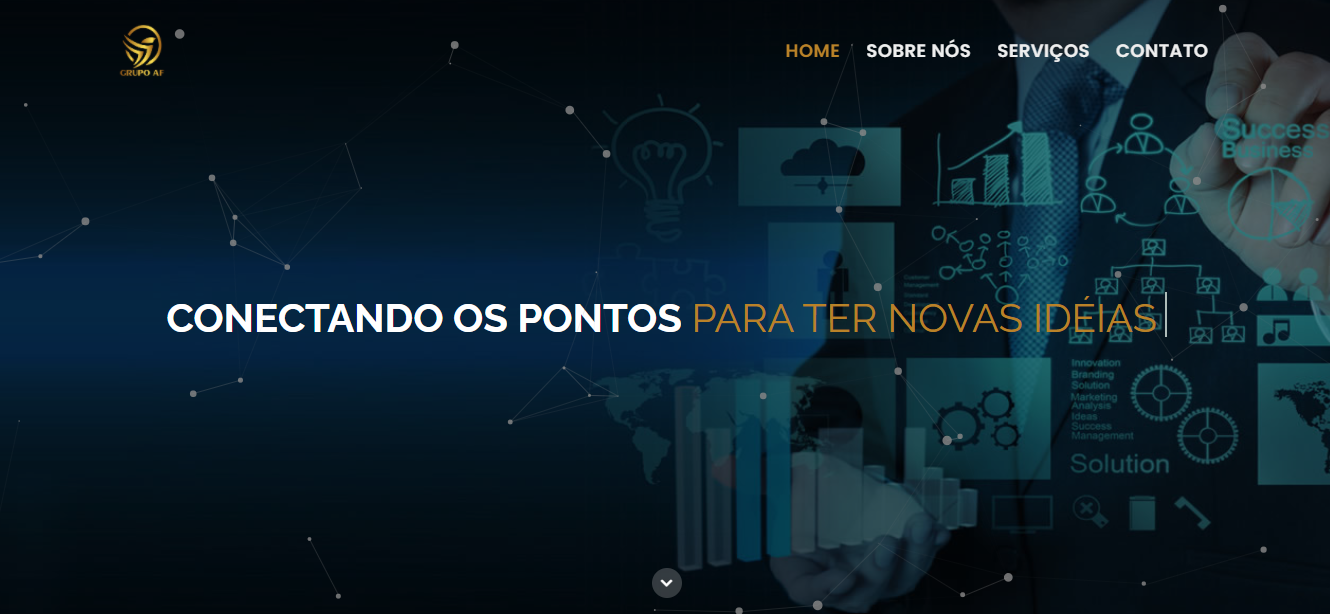 GRUPO AF
HOME SOBRE NÓS SERVIÇOS CONTATO
Success
Business
CONECTANDO OS PONTOS PARA TER NOVAS IDÉIAS
Innovation
Branding
Solution
Marketing
Analysis
Ideas
Success
Management
Solution